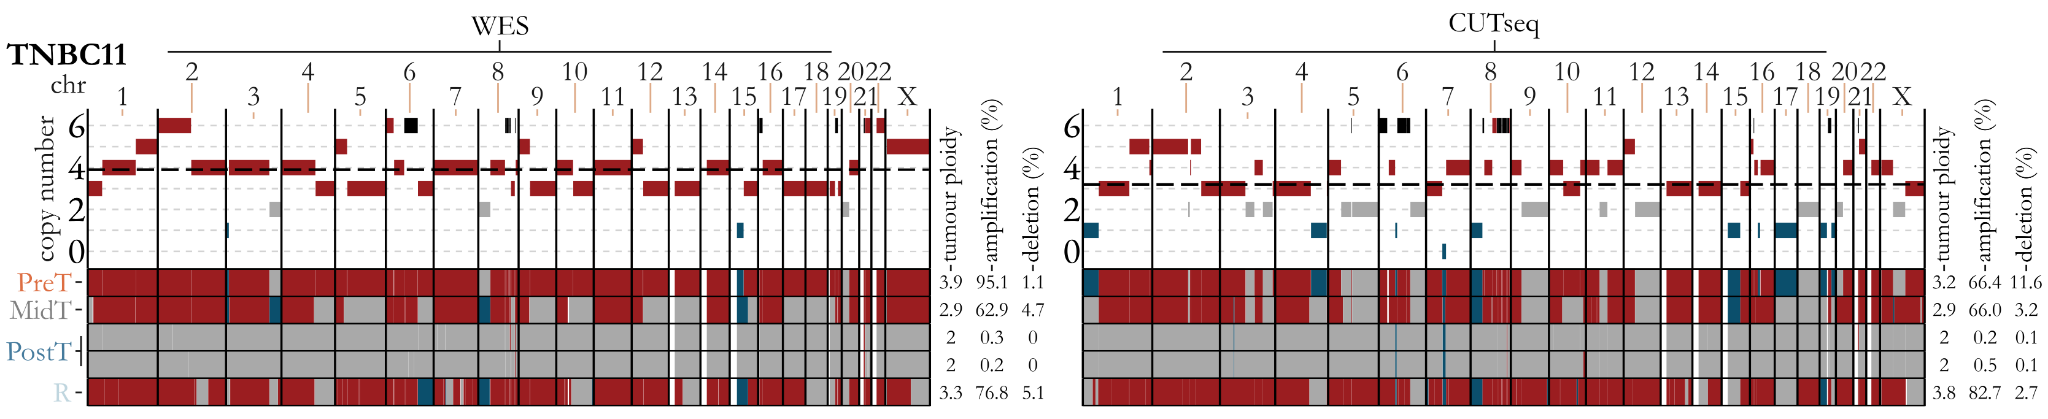 WES
CUTseq
TNBC11
chr
2 4 6 8 10 12 14 16 18 20 22
1 3 5 7 9 11 13 15 17 19 21 X
copy number
6
4
2
0
tumour ploidy
amplification (%)
deletion (%)
PreT 3.9 95.1 1.1
MidT 2.9 62.9 4.7
PostT
2 0.3 0
2 0.2 0
R 3.3 76.8 5.1
2 4 6 8 10 12 14 16 18 20 22
1 3 5 7 9 11 13 15 17 19 21 X
6
4
2
0
tumour ploidy
amplification (%)
deletion (%)
3.2 66.4 11.6
2.9 66.0 3.2
2 0.2 0.1
2 0.5 0.1
3.8 82.7 2.7